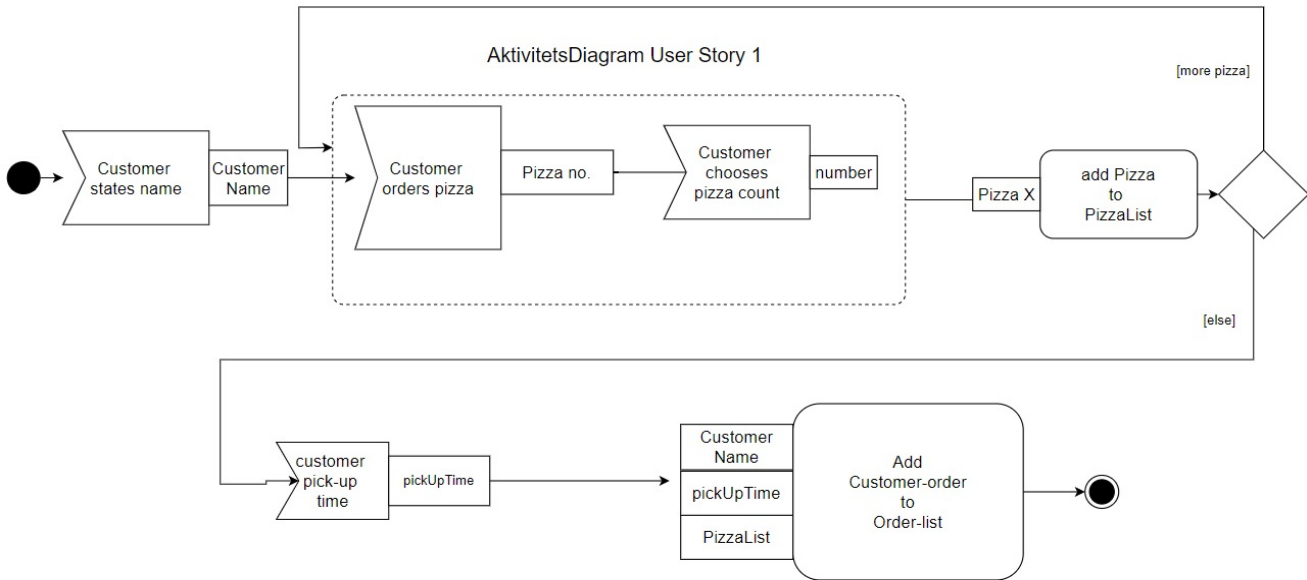 AktivitetsDiagram User Story 1
[more pizza]
Customer
states name
Customer
Name
Customer
orders pizza
Pizza no.
Customer
chooses
pizza count
number
Pizza X
add Pizza
to
PizzaList
[else]
customer
pick-up
time
pickUpTime
Customer
Name
pickUpTime
PizzaList
Add
Customer-order
to
Order-list